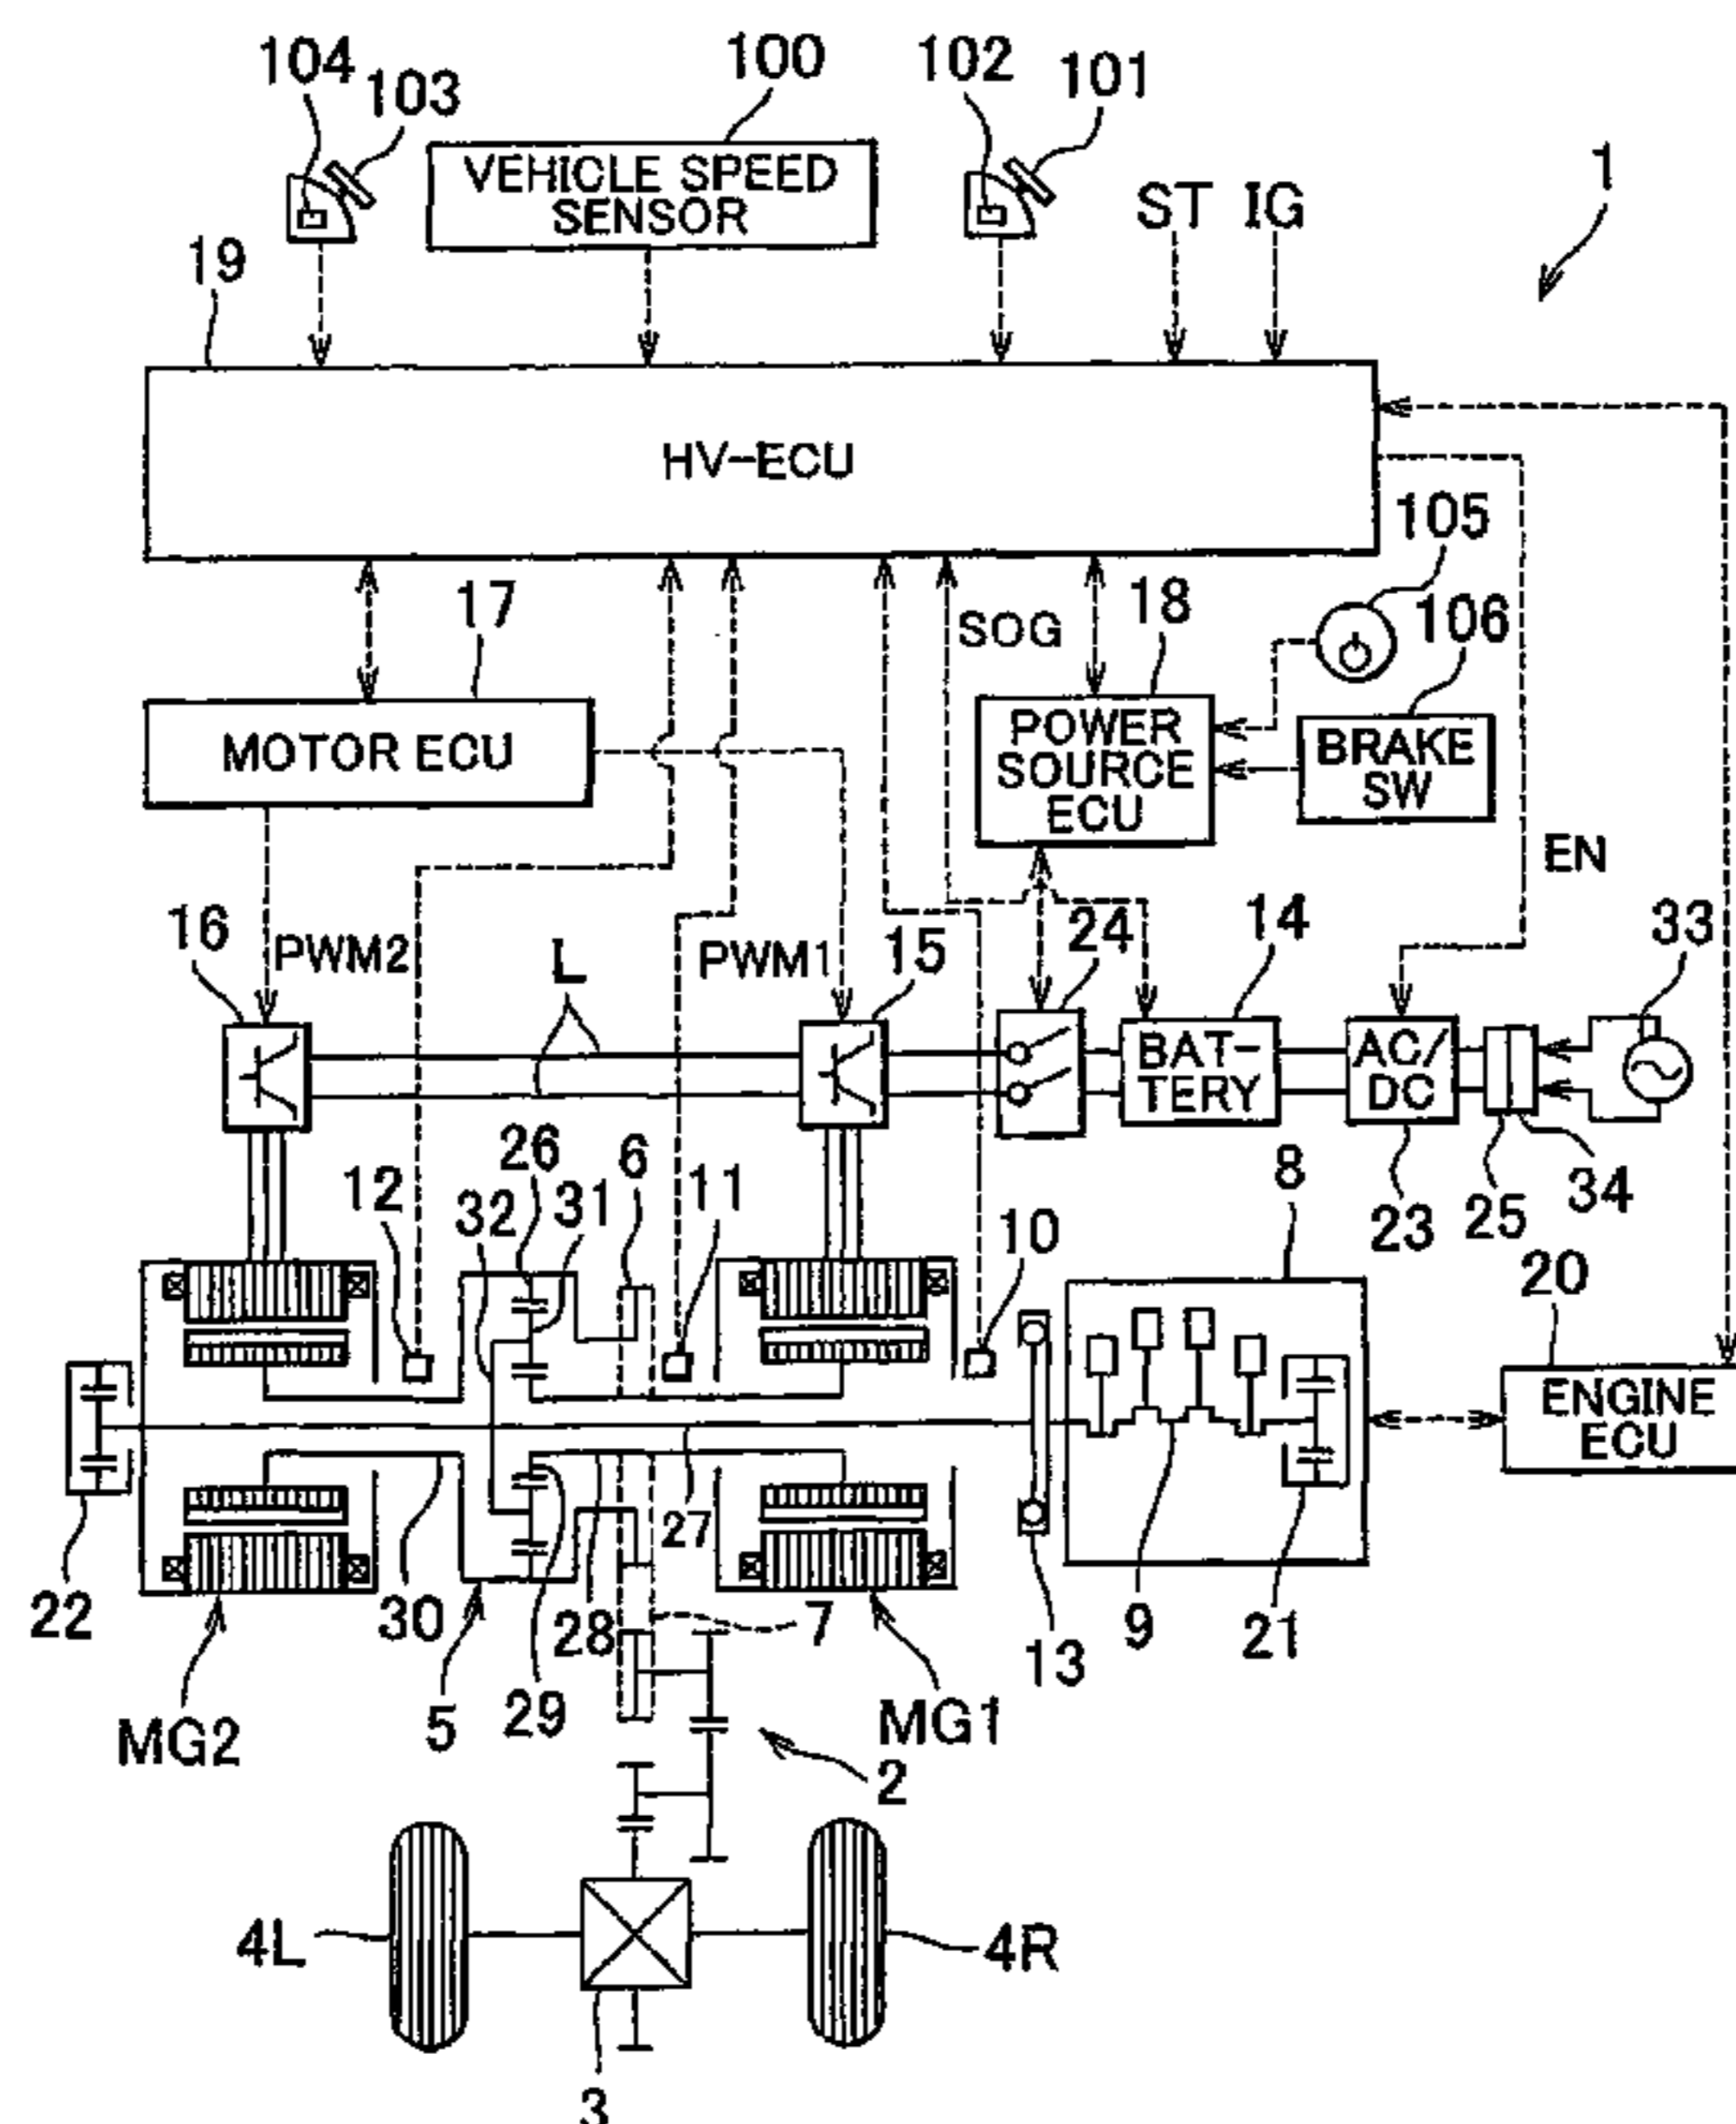 104
103
100
102
101
VEHICLE SPEED
SENSOR
ST IG
1
19
HV-ECU
105
17
SOG
18
106
MOTOR ECU
POWER
SOURCE
ECU
BRAKE
SW
EN
16
PWM2
L
PWM1
15
24
14
33
BAT-
TERY
AC/
DC
12
32
26
31
6
11
10
8
23
25
34
20
ENGINE
ECU
22
30
5
29
28
27
7
13
9
21
MG2
MG1
2
4L
4R
3